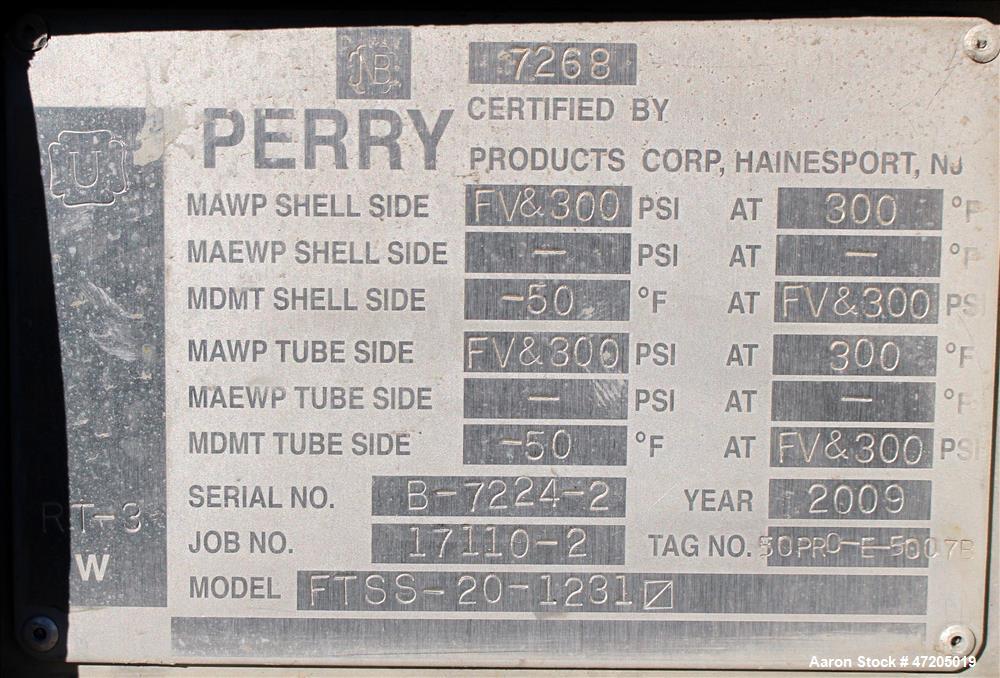 NB 7268
U
PERRY CERTIFIED BY
PRODUCTS CORP, HAINESPORT, NJ
MAWP SHELL SIDE FV&300 PSI AT 300 °F
MAEWP SHELL SIDE — PSI AT — °F
MDMT SHELL SIDE -50 °F AT FV&300 PSI
MAWP TUBE SIDE FV&300 PSI AT 300 °F
MAEWP TUBE SIDE — PSI AT — °F
MDMT TUBE SIDE -50 °F AT FV&300 PSI
SERIAL NO. B-7224-2 YEAR 2009
RT-3
JOB NO. 17110-2 TAG NO. 50PRO-E-5007B
W
MODEL FTSS-20-1231
Aaron Stock # 47205019